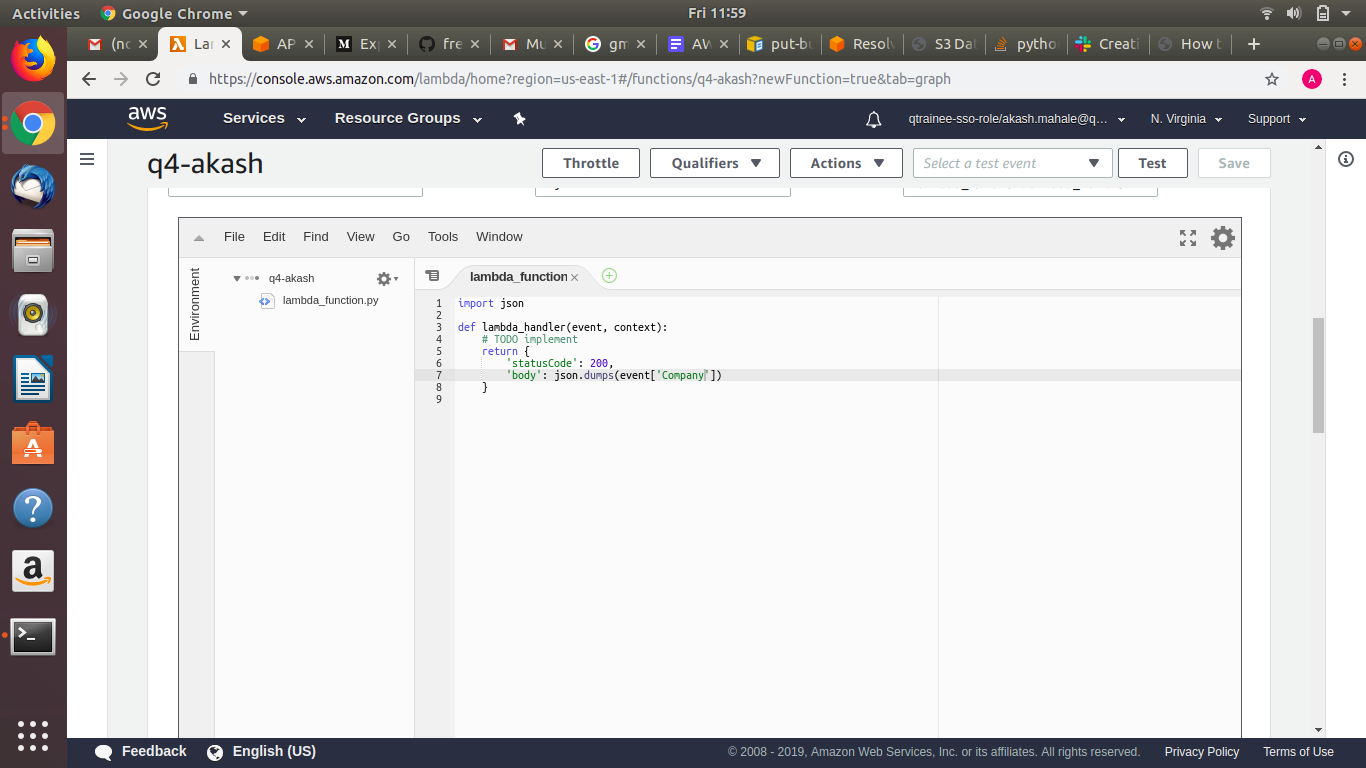 Activities Google Chrome Fri 11:59
(no Lar AP Exp fre Mu gm AW put-bu Resolv S3 Dat pytho Creati How t
https://console.aws.amazon.com/lambda/home?region=us-east-1#/functions/q4-akash?newFunction=true&tab=graph A
aws Services Resource Groups qtrainee-sso-role/akash.mahale@q... N. Virginia Support
q4-akash Throttle Qualifiers Actions Select a test event Test Save
File Edit Find View Go Tools Window
Environment
q4-akash
lambda_function.py
lambda_function
1 import json
2
3 def lambda_handler(event, context):
4 # TODO implement
5 return {
6 'statusCode': 200,
7 'body': json.dumps(event['Company'])
8 }
9
Feedback English (US) © 2008 - 2019, Amazon Web Services, Inc. or its affiliates. All rights reserved. Privacy Policy Terms of Use